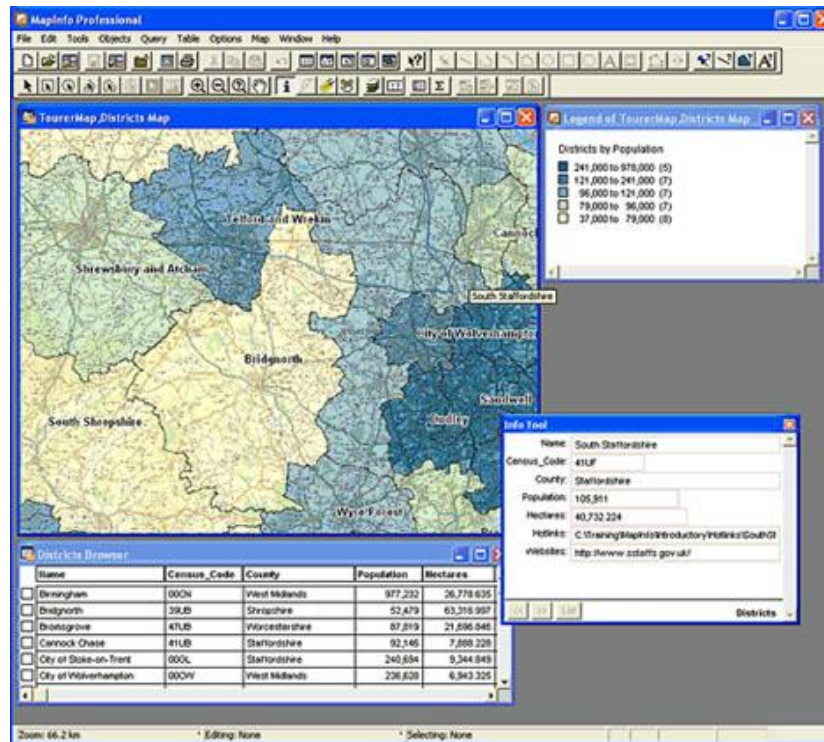 MapInfo Professional
File Edit Tools Objects Query Table Options Map Window Help
TourerMap,Districts Map
Telford and Wrekin
Cannock
Shrewsbury and Atcham
South Staffordshire
City of Wolverhampton
Bridgnorth
Sandwell
Dudley
South Shropshire
Wyre Forest
Legend of TourerMap,Districts Map
Districts by Population
241,000 to 978,000 (5)
121,000 to 241,000 (7)
96,000 to 121,000 (7)
79,000 to 96,000 (7)
37,000 to 79,000 (8)
Info Tool
Name: South Staffordshire
Census_Code: 41UF
County: Staffordshire
Population: 105,911
Hectares: 40,732.224
Hotlinks: C:\Training\MapInfo\Introductory\Hotlinks\SouthSt
Websites: http://www.sstaffs.gov.uk/
<< >> List Districts
Districts Browser
Name Census_Code County Population Hectares
Birmingham 00CN West Midlands 977,232 26,778.635
Bridgnorth 39UB Shropshire 52,479 63,316.997
Bromsgrove 47UB Worcestershire 87,819 21,696.846
Cannock Chase 41UB Staffordshire 92,146 7,888.228
City of Stoke-on-Trent 00GL Staffordshire 240,684 9,344.849
City of Wolverhampton 00CW West Midlands 236,628 6,943.325
Zoom: 66.2 km Editing: None Selecting: None